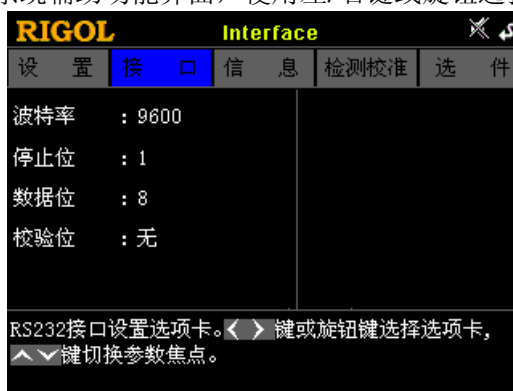 RIGOL Interface
设 置 接 口 信 息 检测校准 选 件
波特率 : 9600
停止位 : 1
数据位 : 8
校验位 : 无
RS232接口设置选项卡。< >键或旋钮键选择选项卡,
∧∨键切换参数焦点。